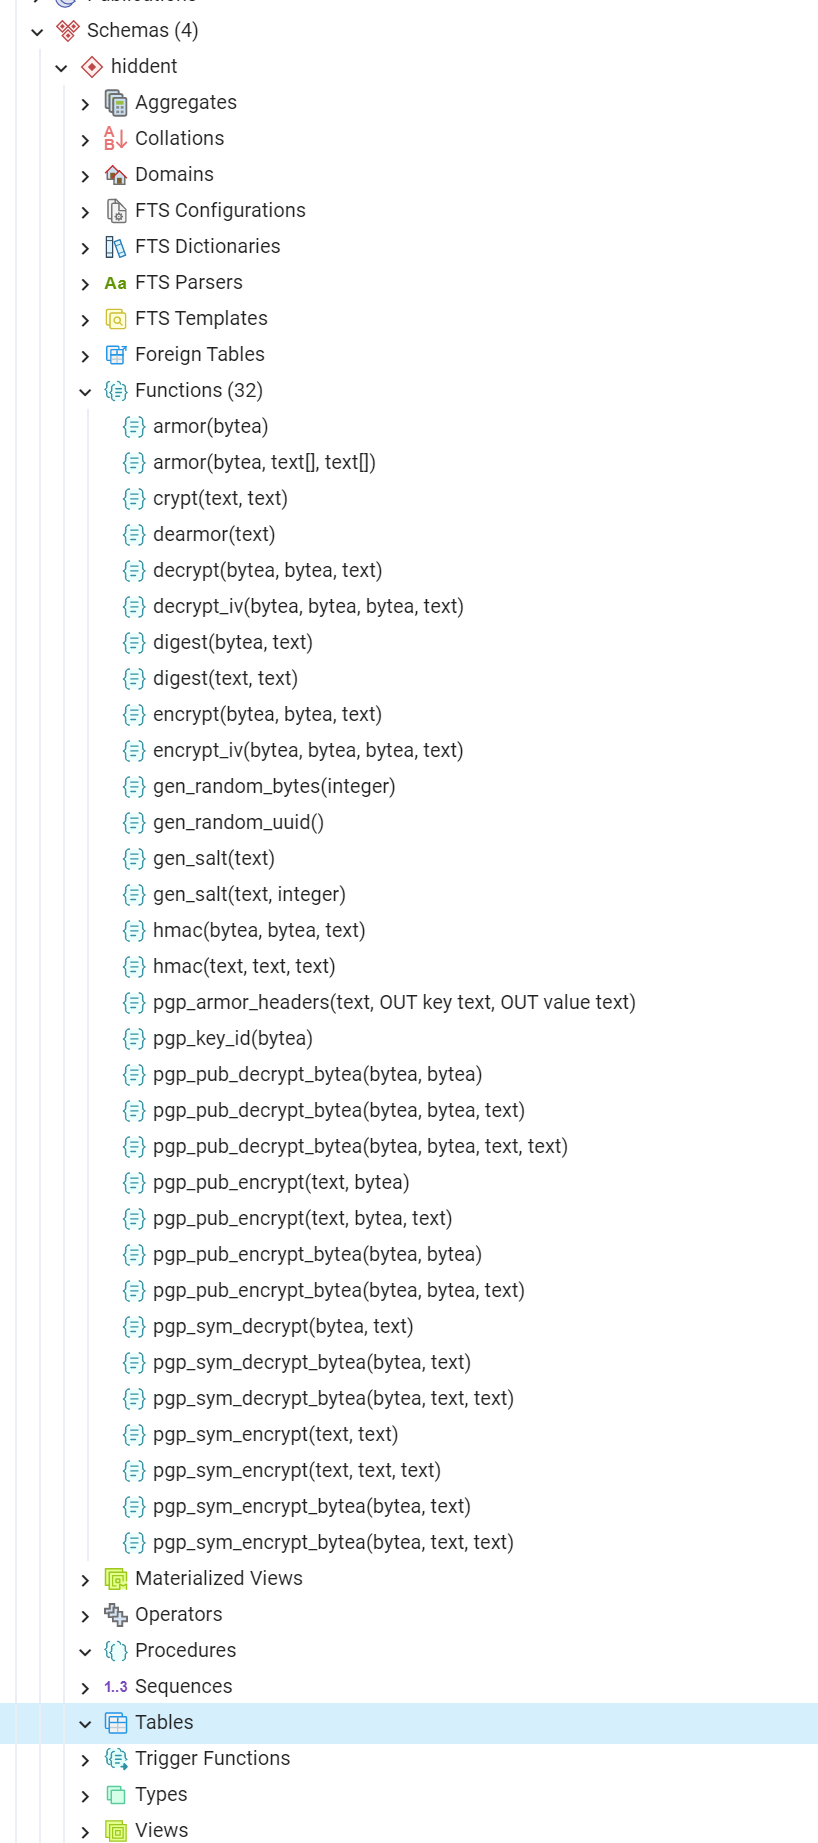 Publications
Schemas (4)
hiddent
Aggregates
A
B
Collations
Domains
FTS Configurations
FTS Dictionaries
Aa FTS Parsers
FTS Templates
Foreign Tables
Functions (32)
armor(bytea)
armor(bytea, text[], text[])
crypt(text, text)
dearmor(text)
decrypt(bytea, bytea, text)
decrypt_iv(bytea, bytea, bytea, text)
digest(bytea, text)
digest(text, text)
encrypt(bytea, bytea, text)
encrypt_iv(bytea, bytea, bytea, text)
gen_random_bytes(integer)
gen_random_uuid()
gen_salt(text)
gen_salt(text, integer)
hmac(bytea, bytea, text)
hmac(text, text, text)
pgp_armor_headers(text, OUT key text, OUT value text)
pgp_key_id(bytea)
pgp_pub_decrypt_bytea(bytea, bytea)
pgp_pub_decrypt_bytea(bytea, bytea, text)
pgp_pub_decrypt_bytea(bytea, bytea, text, text)
pgp_pub_encrypt(text, bytea)
pgp_pub_encrypt(text, bytea, text)
pgp_pub_encrypt_bytea(bytea, bytea)
pgp_pub_encrypt_bytea(bytea, bytea, text)
pgp_sym_decrypt(bytea, text)
pgp_sym_decrypt_bytea(bytea, text)
pgp_sym_decrypt_bytea(bytea, text, text)
pgp_sym_encrypt(text, text)
pgp_sym_encrypt(text, text, text)
pgp_sym_encrypt_bytea(bytea, text)
pgp_sym_encrypt_bytea(bytea, text, text)
Materialized Views
Operators
Procedures
1..3 Sequences
Tables
Trigger Functions
Types
Views